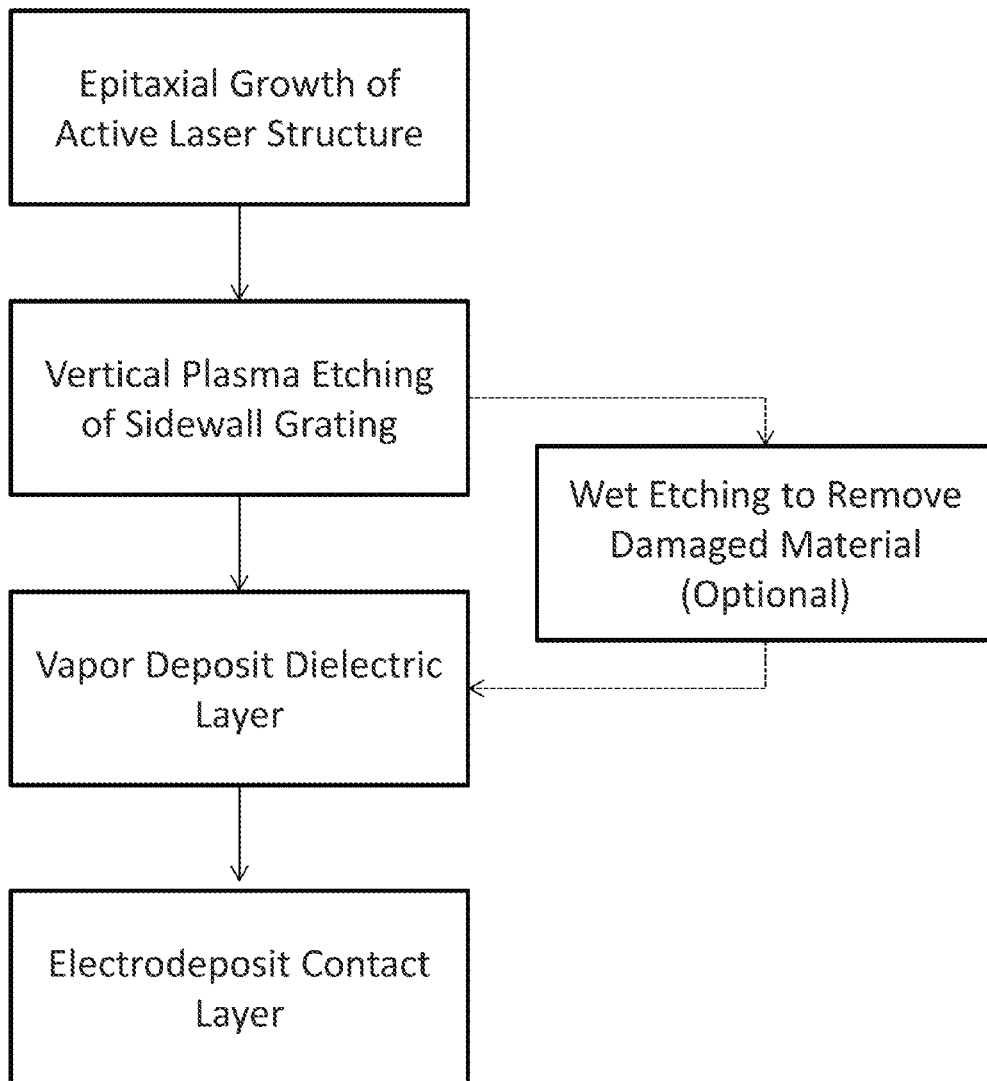 Epitaxial Growth of
Active Laser Structure
Vertical Plasma Etching
of Sidewall Grating
Wet Etching to Remove
Damaged Material
(Optional)
Vapor Deposit Dielectric
Layer
Electrodeposit Contact
Layer